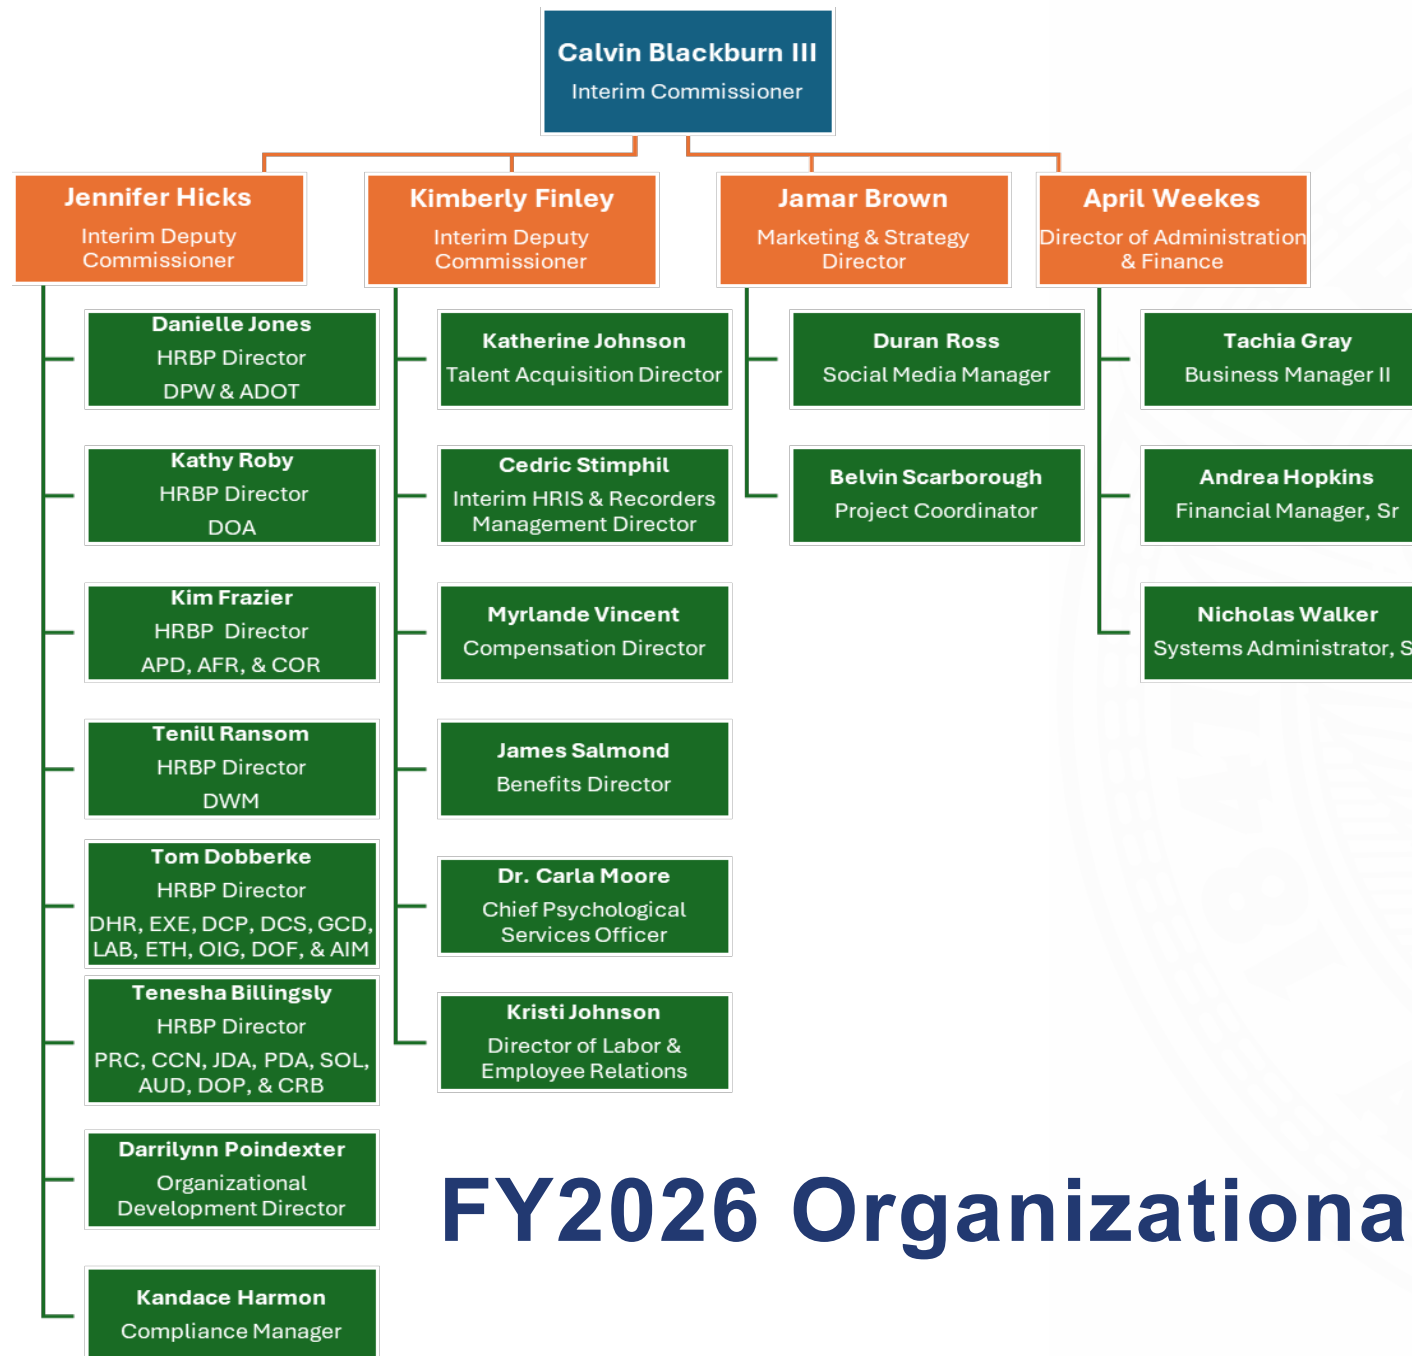 Calvin Blackburn III
Interim Commissioner
Jennifer Hicks
Interim Deputy
Commissioner
Danielle Jones
HRBP Director
DPW & ADOT
Kathy Roby
HRBP Director
DOA
Kim Frazier
HRBP Director
APD, AFR, & COR
Tenill Ransom
HRBP Director
DWM
Tom Dobberke
HRBP Director
DHR, EXE, DCP, DCS, GCD,
LAB, ETH, OIG, DOF, & AIM
Tenesha Billingsly
HRBP Director
PRC, CCN, JDA, PDA, SOL,
AUD, DOP, & CRB
Darrilynn Poindexter
Organizational
Development Director
Kandace Harmon
Compliance Manager
Kimberly Finley
Interim Deputy
Commissioner
Katherine Johnson
Talent Acquisition Director
Cedric Stimphil
Interim HRIS & Recorders
Management Director
Myrlande Vincent
Compensation Director
James Salmond
Benefits Director
Dr. Carla Moore
Chief Psychological
Services Officer
Kristi Johnson
Director of Labor &
Employee Relations
Jamar Brown
Marketing & Strategy
Director
Duran Ross
Social Media Manager
Belvin Scarborough
Project Coordinator
April Weekes
Director of Administration
& Finance
Tachia Gray
Business Manager II
Andrea Hopkins
Financial Manager, Sr
Nicholas Walker
Systems Administrator, S
FY2026 Organizationa